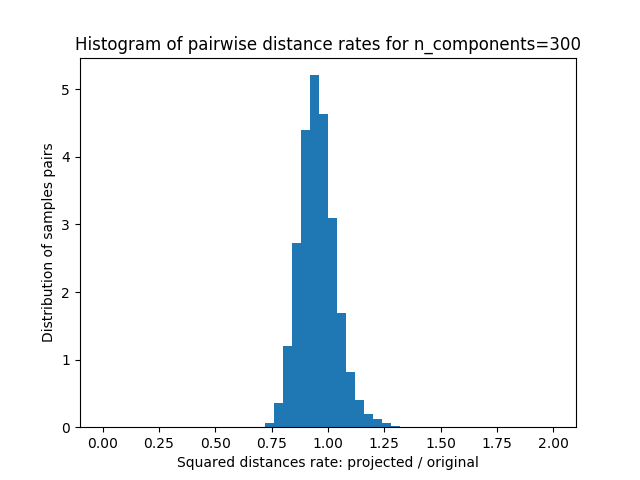 Histogram of pairwise distance rates for n_components=300
Distribution of samples pairs
5
4
3
2
1
0
0.00 0.25 0.50 0.75 1.00 1.25 1.50 1.75 2.00
Squared distances rate: projected / original